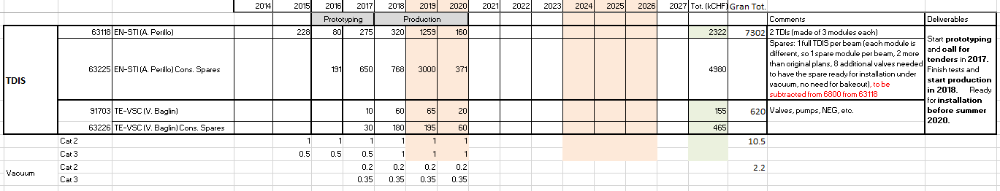 2014 2015 2016 2017 2018 2019 2020 2021 2022 2023 2024 2025 2026 2027 Tot. (kCHF) Gran Tot.
Prototyping Production Comments Deliverables
TDIS
63118 EN-STI (A. Perillo) 228 80 275 320 1259 160 2322 7302 2 TDIs (made of 3 modules each)
63225 EN-STI (A. Perillo) Cons. Spares 191 650 768 3000 371 4980
Spares: 1 full TDIS per beam (each module is
different, so 1 spare module per beam, 2 more
than original plans, 8 additional valves needed
to have the spare ready for installation under
vacuum, no need for bakeout), to be
subtracted from 6800 from 63118
91703 TE-VSC (V. Baglin) 10 60 65 20 155 620 Valves, pumps, NEG, etc.
63226 TE-VSC (V. Baglin) Cons. Spares 30 180 195 60 465
Start prototyping
and call for
tenders in 2017.
Finish tests and
start production
in 2018. Ready
for installation
before summer
2020.
Cat 2 1 1 1 1 1 1 10.5
Cat 3 0.5 0.5 0.5 1 1 1
Vacuum
Cat 2 0.2 0.2 0.2 0.2 2.2
Cat 3 0.35 0.35 0.35 0.35